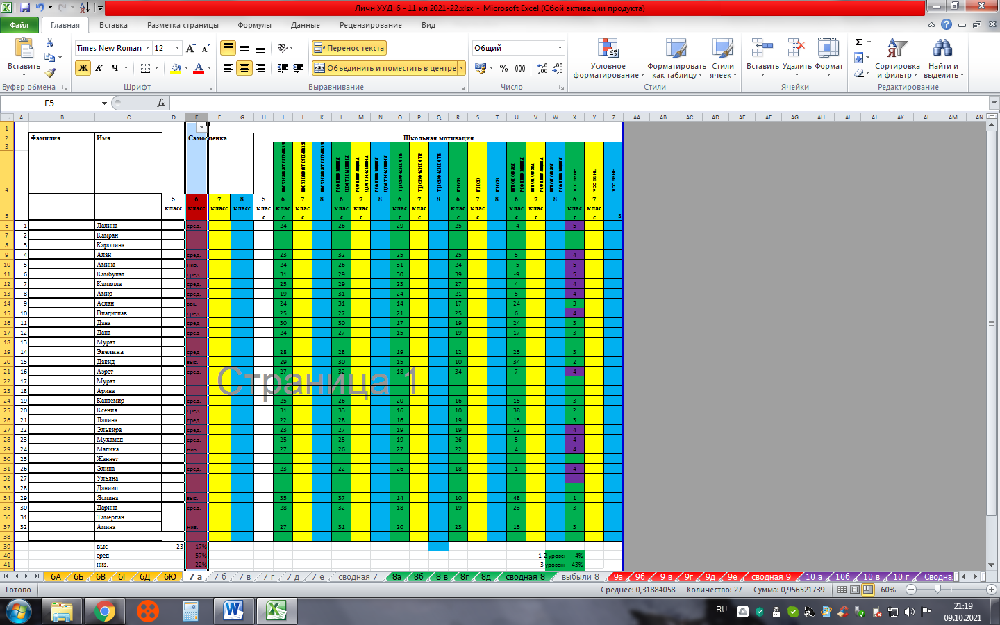 Личн УУД 6 - 11 кл 2021-22.xlsx - Microsoft Excel (Сбой активации продукта)
Файл Главная Вставка Разметка страницы Формулы Данные Рецензирование Вид
Times New Roman 12 Перенос текста Общий
Вставить Ж К Ч Объединить и поместить в центре % 000
Условное форматирование Форматировать как таблицу Стили ячеек Вставить Удалить Формат Сортировка и фильтр Найти и выделить
Буфер обмена Шрифт Выравнивание Число Стили Ячейки Редактирование
E5 fx
A B C D E F G H I J K L M N O P Q R S T U V W X Y Z AA AB AC AD AE AF AG AH AI AJ AK AL AM AN
1
2 Фамилия Имя Самооценка Школьная мотивация
3
4 познавательная познавательная познавательная мотивация достижения мотивация достижения мотивация достижения тревожность тревожность тревожность гнев гнев гнев итоговая мотивация итоговая мотивация итоговая мотивация уровень уровень уровень
5 5 класс 6 класс 7 класс 8 класс 5 класс 6 класс 7 класс 8 6 класс 7 класс 8 6 класс 7 класс 8 6 класс 7 класс 8 6 класс 7 класс 8 6 класс 7 класс 8
6 1 Лалина сред. 24 26 29 25 -4 5
7 2 Камран
8 3 Каролина
9 4 Алан сред. 23 32 25 25 5 4
10 5 Амина низ. 24 26 31 24 -5 5
11 6 Камбулат сред. 31 29 30 39 -9 5
12 7 Камилла сред. 25 29 23 27 4 4
13 8 Амир сред. 19 31 24 21 5 4
14 9 Аслан выс 24 31 14 17 24 3
15 10 Владислав сред 25 27 21 25 6 4
16 11 Дана сред 30 30 17 19 24 3
17 12 Дана сред 24 27 15 19 17 3
18 13 Мурат
19 14 Эвелина сред 28 28 19 12 25 3
20 15 Давид выс. 29 30 15 10 34 2
21 16 Азрет сред. 27 32 18 34 7 4
22 17 Мурат
23 18 Арина
24 19 Кантемир сред. 25 26 20 16 15 3
25 20 Ксения сред. 31 33 16 10 38 2
26 21 Лалина сред. 22 28 16 19 15 3
27 22 Эльвира сред. 23 27 19 19 12 4
28 23 Мухамед сред. 25 25 19 26 5 4
29 24 Малика низ. 27 26 27 22 4 4
30 25 Жаннет
31 26 Элина сред. 23 22 26 18 1 4
32 27 Ульяна
33 28 Даниил
34 29 Ясмина выс. 35 37 14 10 48 1
35 30 Дарина сред. 28 32 18 19 23 3
36 31 Тамерлан
37 32 Амина низ. 27 31 20 23 15 3
38
39 выс 23 17%
40 сред 57% 1-2 уровен 4%
41 низ. 22% 3 уровен 43%
Страница 1
6А 6Б 6В 6Г 6Д 6Ю 7 а 7 б 7 в 7 г 7 д 7 е сводная 7 8а 8б 8 в 8г 8д сводная 8 выбыли 8 9а 9б 9 в 9г 9д 9е сводная 9 10 а 10б 10 в 10 г Сводная
Готово Среднее: 0,31884058 Количество: 27 Сумма: 0,956521739 60%
RU 21:19
09.10.2021